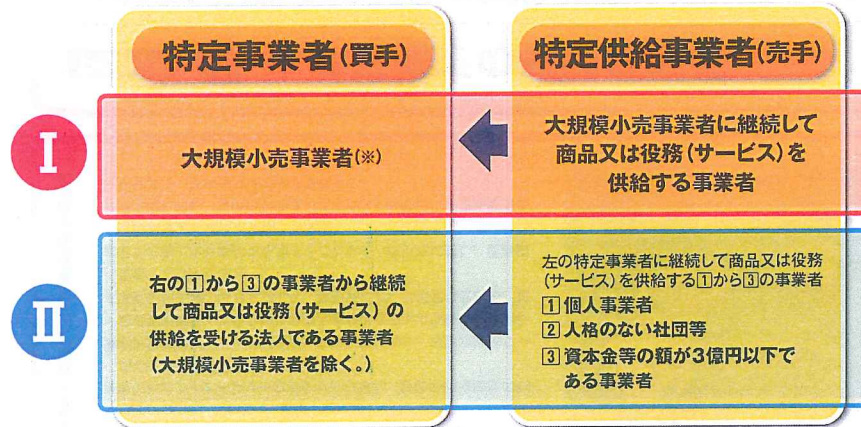 特定事業者(買手)
特定供給事業者(売手)
I
大規模小売事業者(※)
大規模小売事業者に継続して
商品又は役務(サービス)を
供給する事業者
II
右の1から3の事業者から継続
して商品又は役務(サービス)の
供給を受ける法人である事業者
(大規模小売事業者を除く。)
左の特定事業者に継続して商品又は役務
(サービス)を供給する1から3の事業者
1 個人事業者
2 人格のない社団等
3 資本金等の額が3億円以下で
ある事業者